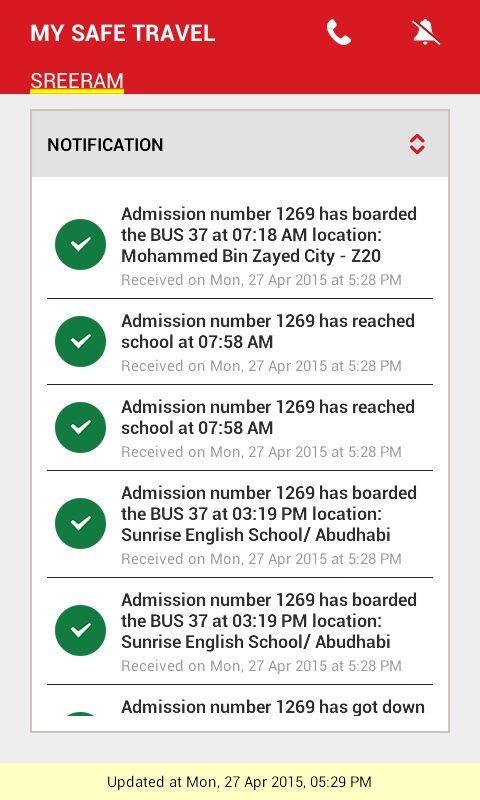 MY SAFE TRAVEL
SREERAM
NOTIFICATION
Admission number 1269 has boarded
the BUS 37 at 07:18 AM location:
Mohammed Bin Zayed City - Z20
Received on Mon, 27 Apr 2015 at 5:28 PM
Admission number 1269 has reached
school at 07:58 AM
Received on Mon, 27 Apr 2015 at 5:28 PM
Admission number 1269 has reached
school at 07:58 AM
Received on Mon, 27 Apr 2015 at 5:28 PM
Admission number 1269 has boarded
the BUS 37 at 03:19 PM location:
Sunrise English School/ Abudhabi
Received on Mon, 27 Apr 2015 at 5:28 PM
Admission number 1269 has boarded
the BUS 37 at 03:19 PM location:
Sunrise English School/ Abudhabi
Received on Mon, 27 Apr 2015 at 5:28 PM
Admission number 1269 has got down
Updated at Mon, 27 Apr 2015, 05:29 PM